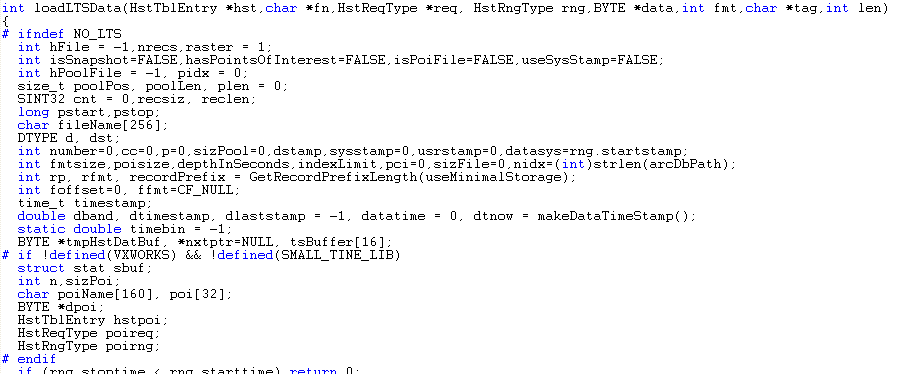 int loadLTSData(HstTblEntry *hst,char *fn,HstReqType *req, HstRngType rng,BYTE *data,int fmt,char *tag,int len)
{
# ifndef NO_LTS
  int hFile = -1,nrecs,raster = 1;
  int isSnapshot=FALSE,hasPointsOfInterest=FALSE,isPoiFile=FALSE,useSysStamp=FALSE;
  int hPoolFile = -1, pidx = 0;
  size_t poolPos, poolLen, plen = 0;
  SINT32 cnt = 0,recsiz, reclen;
  long pstart,pstop;
  char fileName[256];
  DTYPE d, dst;
  int number=0,cc=0,p=0,sizPool=0,dstamp,sysstamp=0,usrstamp=0,datasys=rng.startstamp;
  int fmtsize,poisize,depthInSeconds,indexLimit,pci=0,sizFile=0,nidx=(int)strlen(arcDbPath);
  int rp, rfmt, recordPrefix = GetRecordPrefixLength(useMinimalStorage);
  int foffset=0, ffmt=CF_NULL;
  time_t timestamp;
  double dband, dtimestamp, dlaststamp = -1, datatime = 0, dtnow = makeDataTimeStamp();
  static double timebin = -1;
  BYTE *tmpHstDatBuf, *nxtptr=NULL, tsBuffer[16];
# if !defined(VXWORKS) && !defined(SMALL_TINE_LIB)
  struct stat sbuf;
  int n,sizPoi;
  char poiName[160], poi[32];
  BYTE *dpoi;
  HstTblEntry hstpoi;
  HstReqType poireq;
  HstRngType poirng;
# endif
  if (rng.stoptime < rng.starttime) return 0;